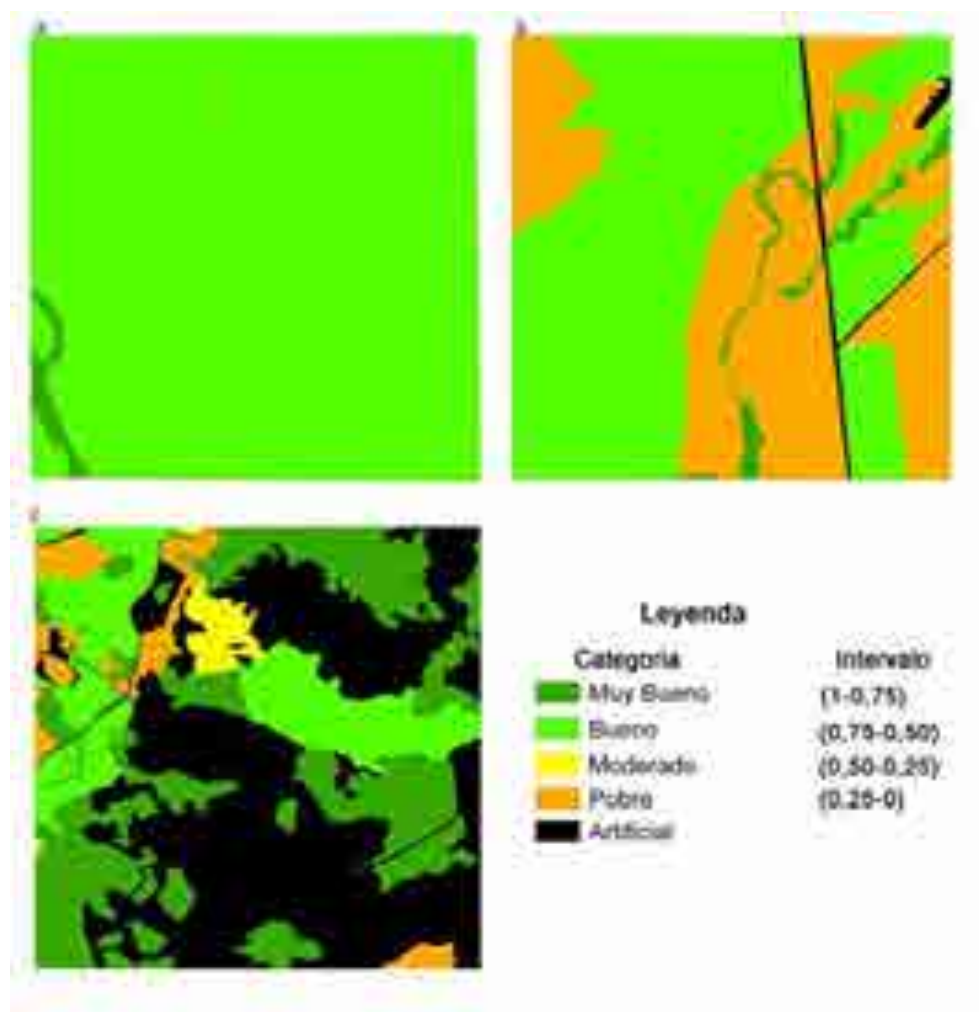 Leyenda
Categoria Intervalo
Muy Bueno (1-0,75)
Bueno (0,75-0,50)
Moderado (0,50-0,25)
Pobre (0,25-0)
Artificial